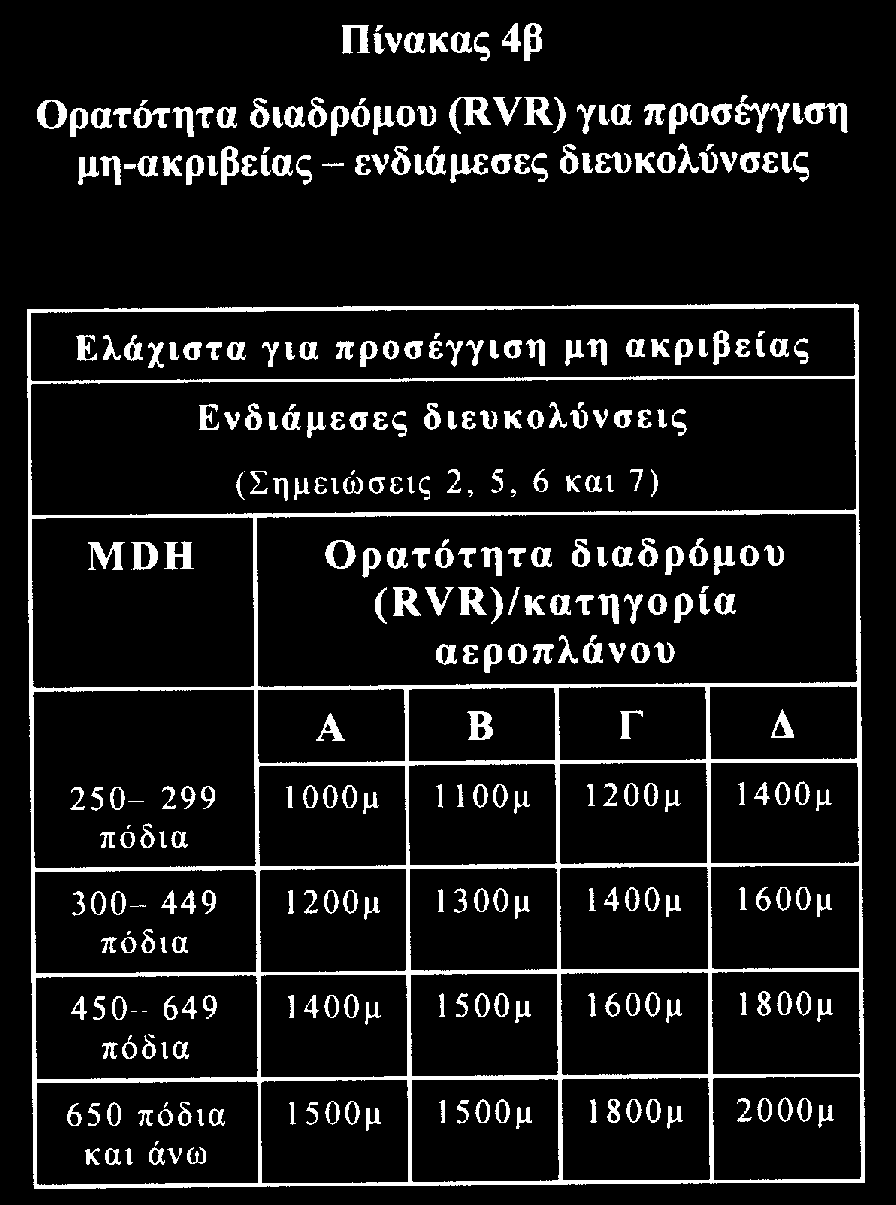 Πίνακας 4β
Ορατότητα διαδρόμου (RVR) για προσέγγιση
μη-ακριβείας – ενδιάμεσες διευκολύνσεις
Ελάχιστα για προσέγγιση μη ακριβείας
Ενδιάμεσες διευκολύνσεις
(Σημειώσεις 2, 5, 6 και 7)
MDH Ορατότητα διαδρόμου
(RVR)/κατηγορία
αεροπλάνου
Α Β Γ Δ
250– 299 1000μ 1100μ 1200μ 1400μ
πόδια
300– 449 1200μ 1300μ 1400μ 1600μ
πόδια
450– 649 1400μ 1500μ 1600μ 1800μ
πόδια
650 πόδια 1500μ 1500μ 1800μ 2000μ
και άνω